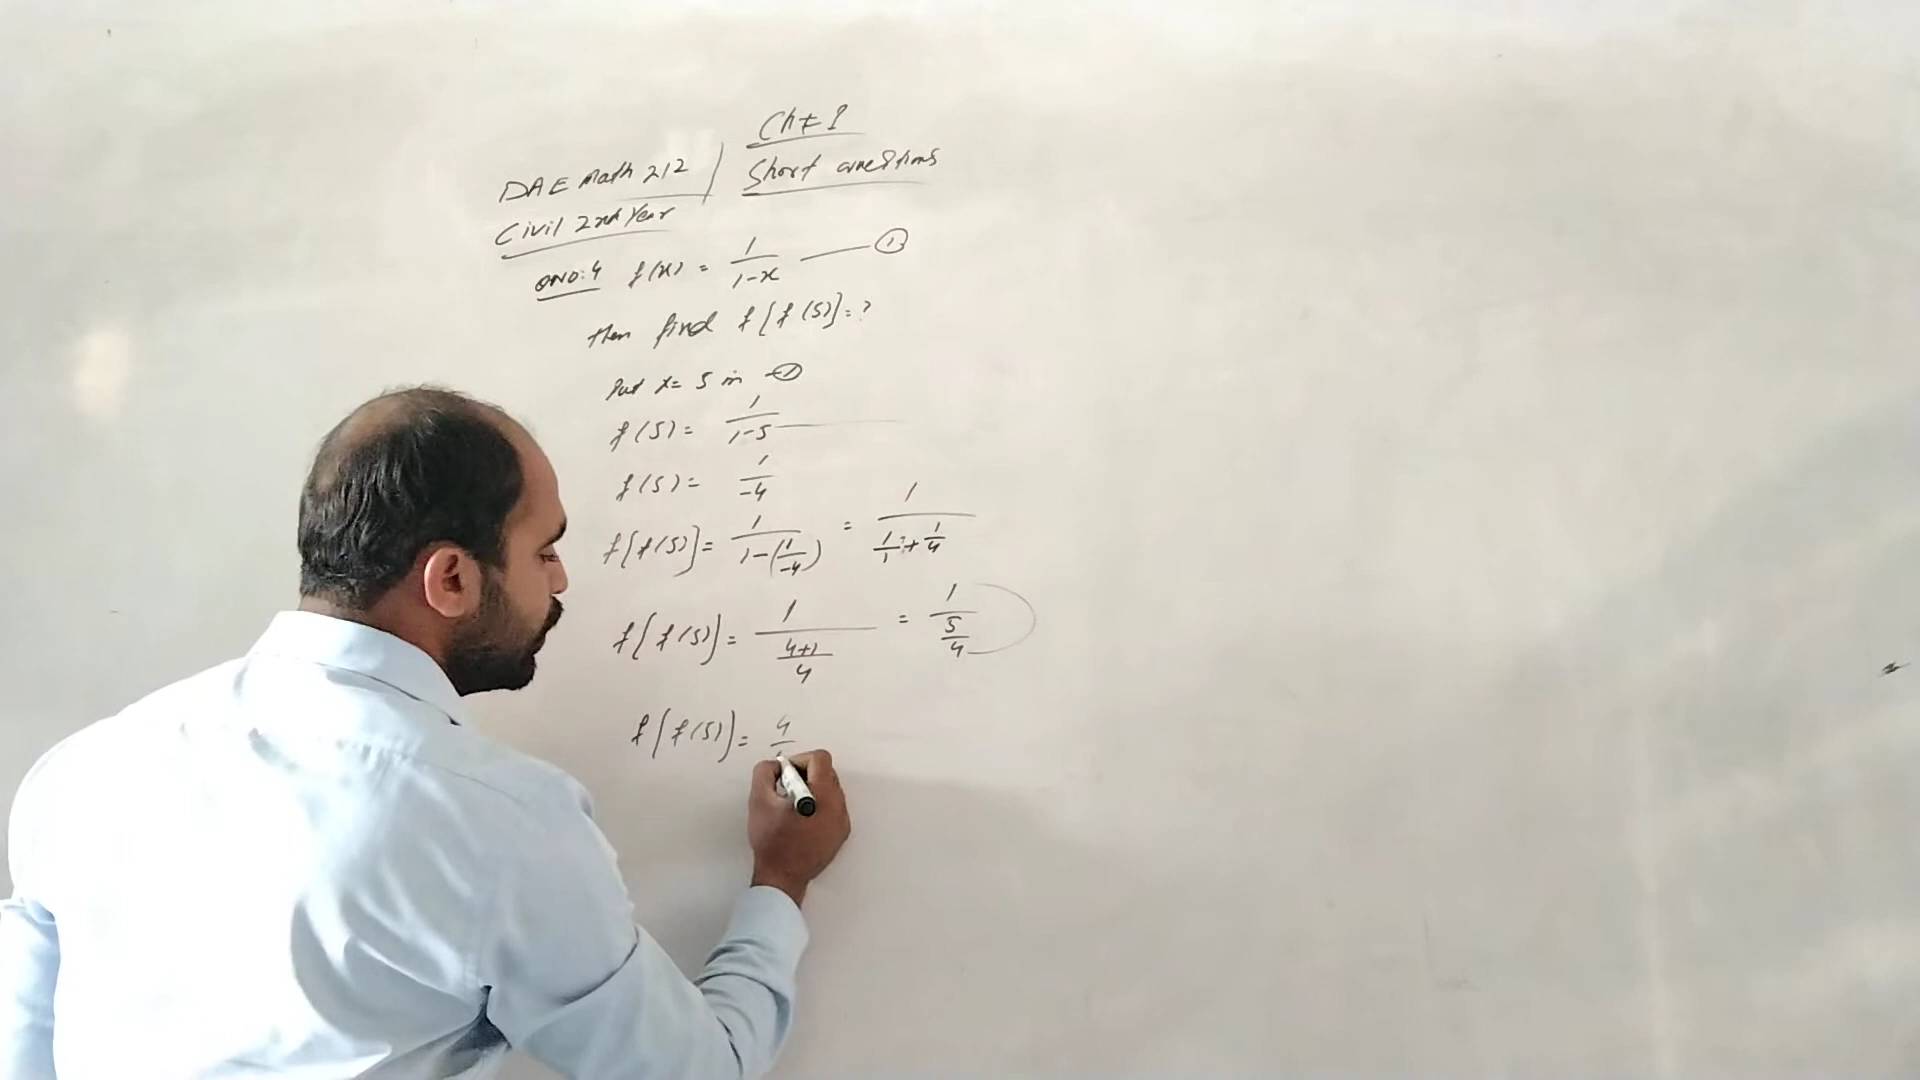 Ch # 1
DAE Math 212 / Short Questions
Civil 2nd Year
QNO:4 f(x) = 1/(1-x) —— ①
then find f[f(5)]=?
Put x= 5 in ①
f(5) = 1/(1-5)
f(5) = 1/-4
f[f(5)] = 1/(1-(1/-4)) = 1/(1/1+1/4)
f[f(5)] = 1/((4+1)/4) = 1/(5/4)
f[f(5)] = 4/